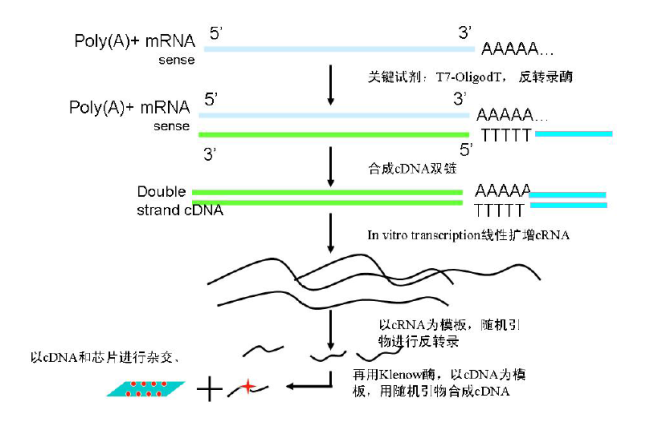 5’ 3’
Poly(A)+ mRNA AAAAA...
sense
关键试剂：T7-OligodT， 反转录酶
5’ 3’
Poly(A)+ mRNA AAAAA...
sense TTTTT
3’ 5’
合成cDNA双链
Double AAAAA
strand cDNA TTTTT
In vitro transcription线性扩增cRNA
以cRNA为模板，随机引
物进行反转录
以cDNA和芯片进行杂交、
再用Klenow酶，以cDNA为模
板，用随机引物合成cDNA
+